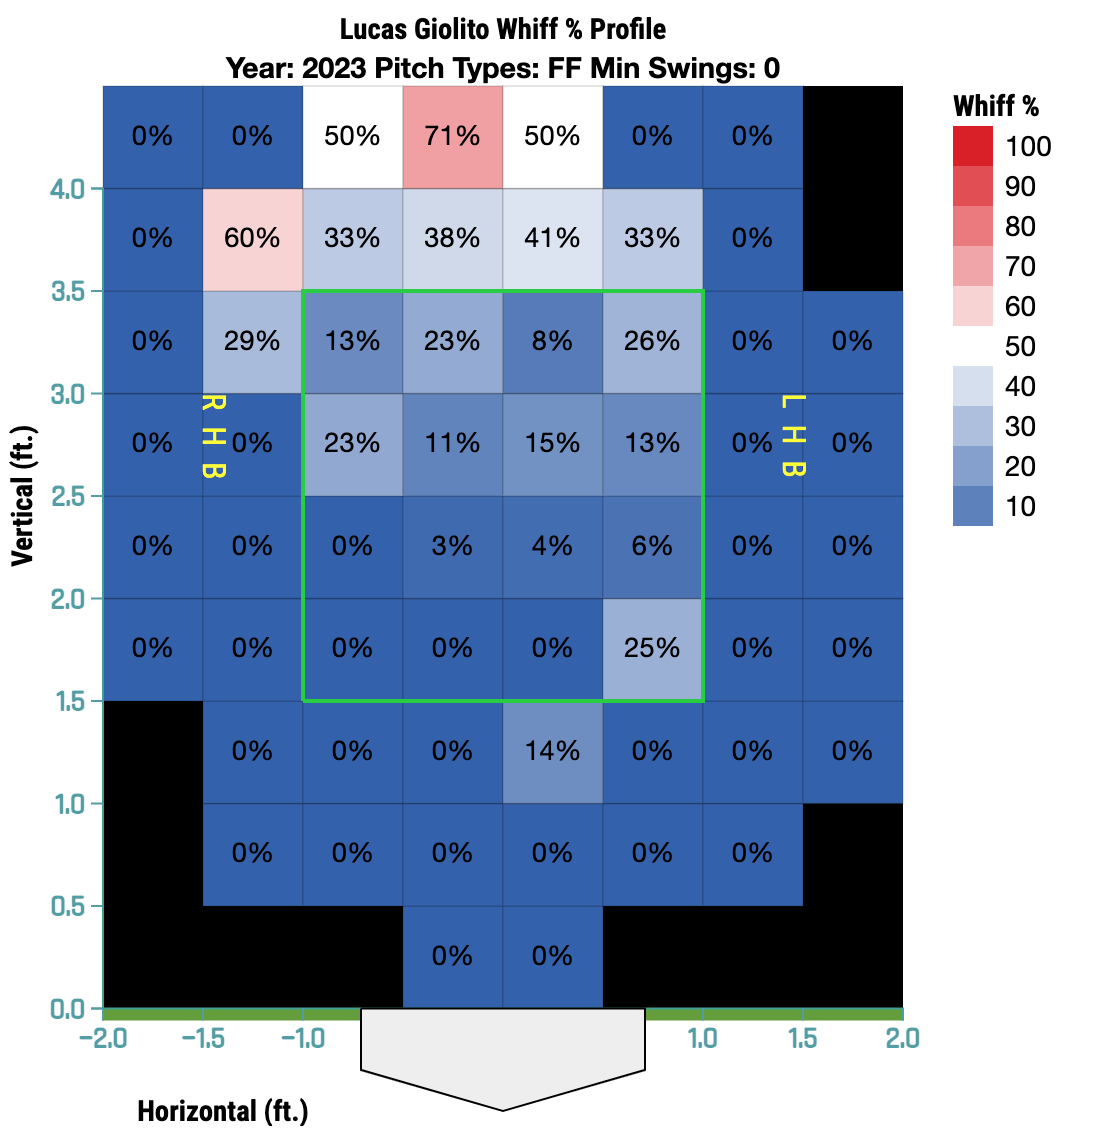 Lucas Giolito Whiff % Profile
Year: 2023 Pitch Types: FF Min Swings: 0
0% 0% 50% 71% 50% 0% 0%
4.0
0% 60% 33% 38% 41% 33% 0%
3.5
0% 29% 13% 23% 8% 26% 0% 0%
3.0
0% 0% 23% 11% 15% 13% 0% 0%
2.5
0% 0% 0% 3% 4% 6% 0% 0%
2.0
0% 0% 0% 0% 0% 25% 0% 0%
1.5
0% 0% 0% 14% 0% 0% 0%
1.0
0% 0% 0% 0% 0% 0%
0.5
0% 0%
0.0
−2.0 −1.5 −1.0 1.0 1.5 2.0
Horizontal (ft.)
Vertical (ft.)
RHB
LHB
Whiff %
100
90
80
70
60
50
40
30
20
10